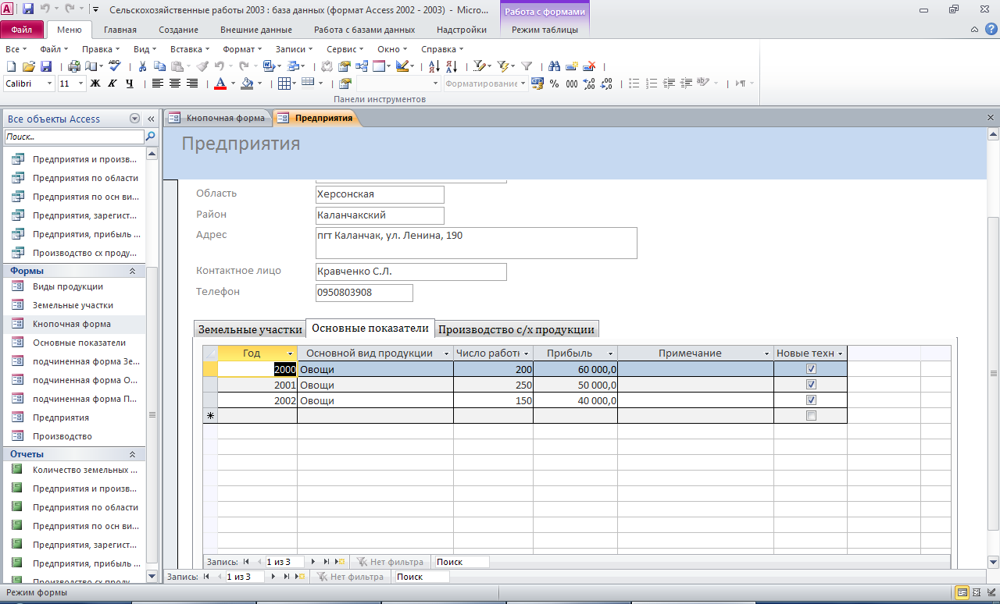 Сельскохозяйственные работы 2003 : база данных (формат Access 2002 - 2003) - Micro...
Работа с формами
Файл Меню Главная Создание Внешние данные Работа с базами данных Надстройки Режим таблицы
Все Файл Правка Вид Вставка Формат Записи Сервис Окно Справка
Calibri 11 Ж К Ч А Форматирование % 000
Панели инструментов
Все объекты Access
Поиск...
Предприятия и произв...
Предприятия по области
Предприятия по осн ви...
Предприятия, зарегист...
Предприятия, прибыль ...
Производство сх проду...
Формы
Виды продукции
Земельные участки
Кнопочная форма
Основные показатели
подчиненная форма Зе...
подчиненная форма О...
подчиненная форма П...
Предприятия
Производство
Отчеты
Количество земельных ...
Предприятия и произв...
Предприятия по области
Предприятия по осн ви...
Предприятия, зарегист...
Предприятия, прибыль ...
Производство сх проду...
Кнопочная форма Предприятия
Предприятия
Область Херсонская
Район Каланчакский
Адрес пгт Каланчак, ул. Ленина, 190
Контактное лицо Кравченко С.Л.
Телефон 0950803908
Земельные участки Основные показатели Производство с/х продукции
Год Основной вид продукции Число работн Прибыль Примечание Новые техн
2000 Овощи 200 60 000,0
2001 Овощи 250 50 000,0
2002 Овощи 150 40 000,0
Запись: 1 из 3 Нет фильтра Поиск
Запись: 1 из 3 Нет фильтра Поиск
Режим формы